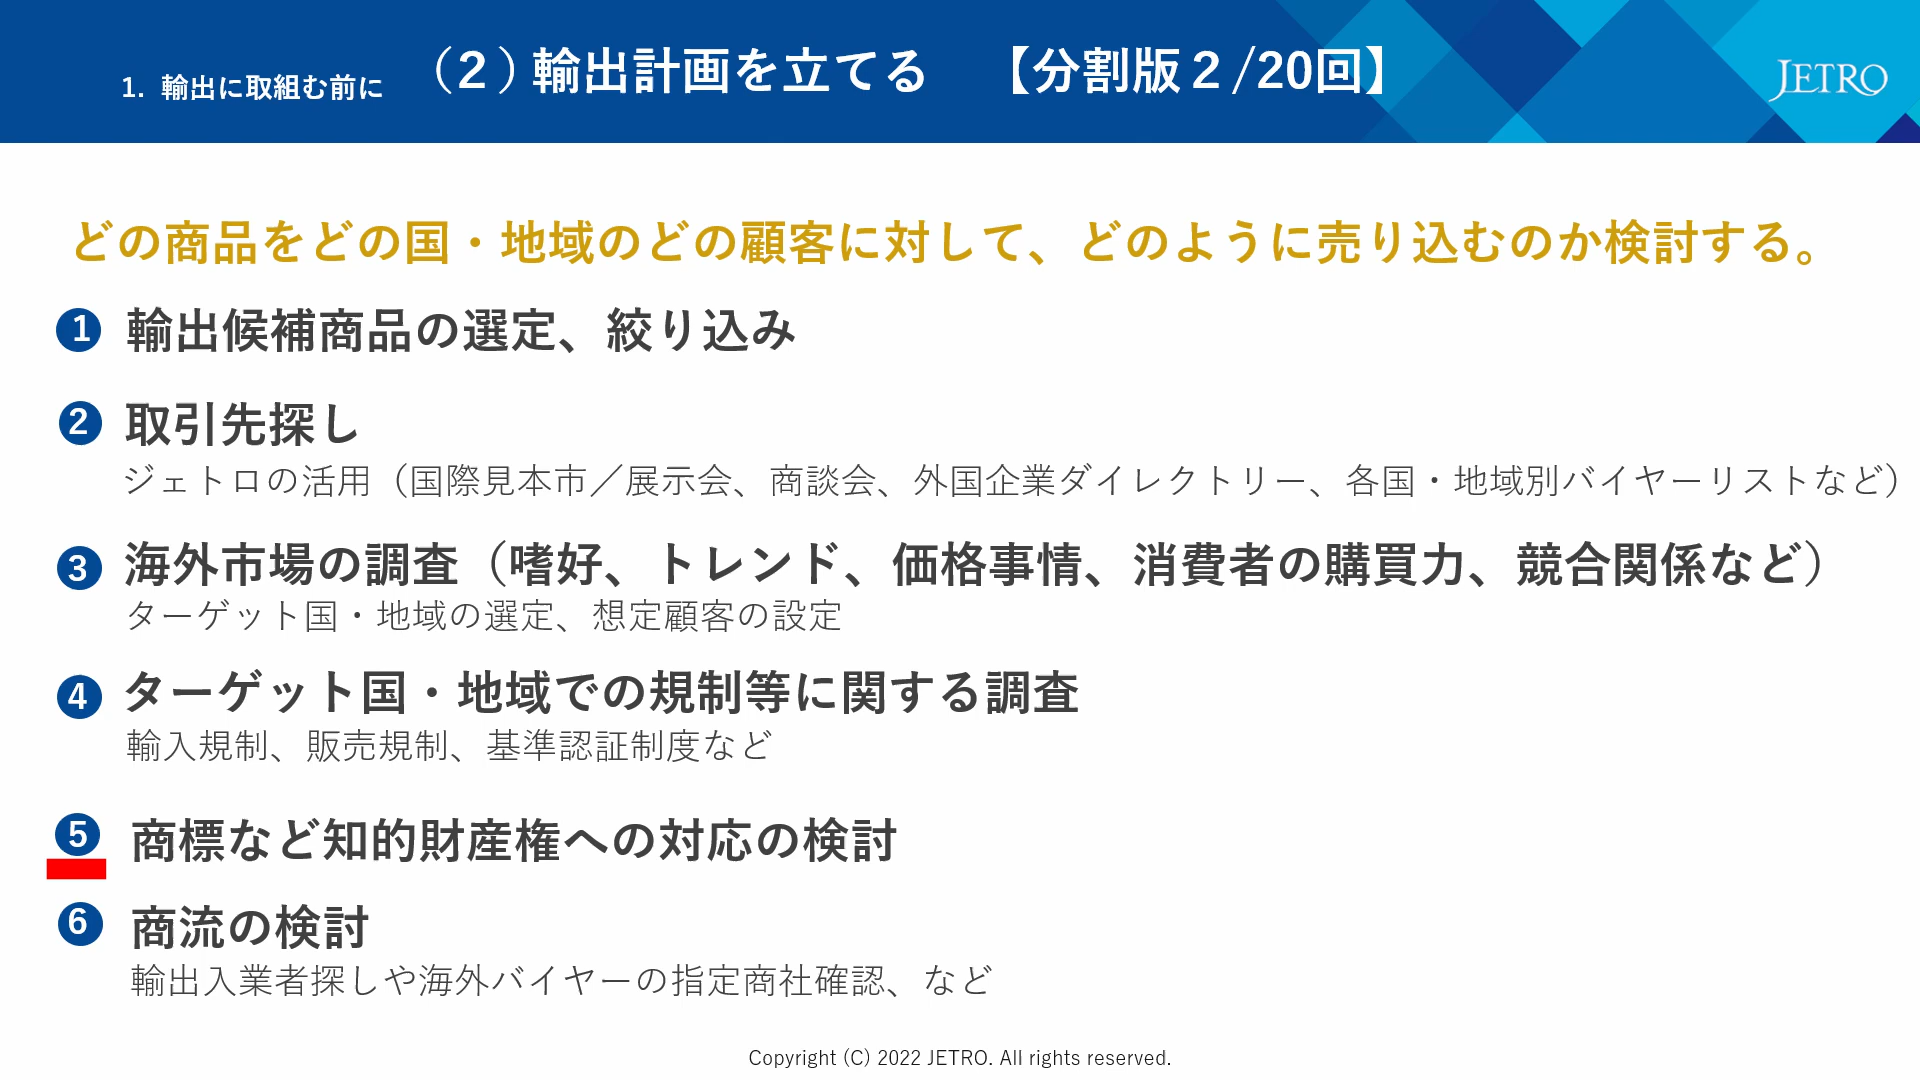 1. 輸出に取組む前に （２）輸出計画を立てる 【分割版２/20回】
JETRO
どの商品をどの国・地域のどの顧客に対して、どのように売り込むのか検討する。
1 輸出候補商品の選定、絞り込み
2 取引先探し
ジェトロの活用（国際見本市／展示会、商談会、外国企業ダイレクトリー、各国・地域別バイヤーリストなど）
3 海外市場の調査（嗜好、トレンド、価格事情、消費者の購買力、競合関係など）
ターゲット国・地域の選定、想定顧客の設定
4 ターゲット国・地域での規制等に関する調査
輸入規制、販売規制、基準認証制度など
5 商標など知的財産権への対応の検討
6 商流の検討
輸出入業者探しや海外バイヤーの指定商社確認、など
Copyright (C) 2022 JETRO. All rights reserved.